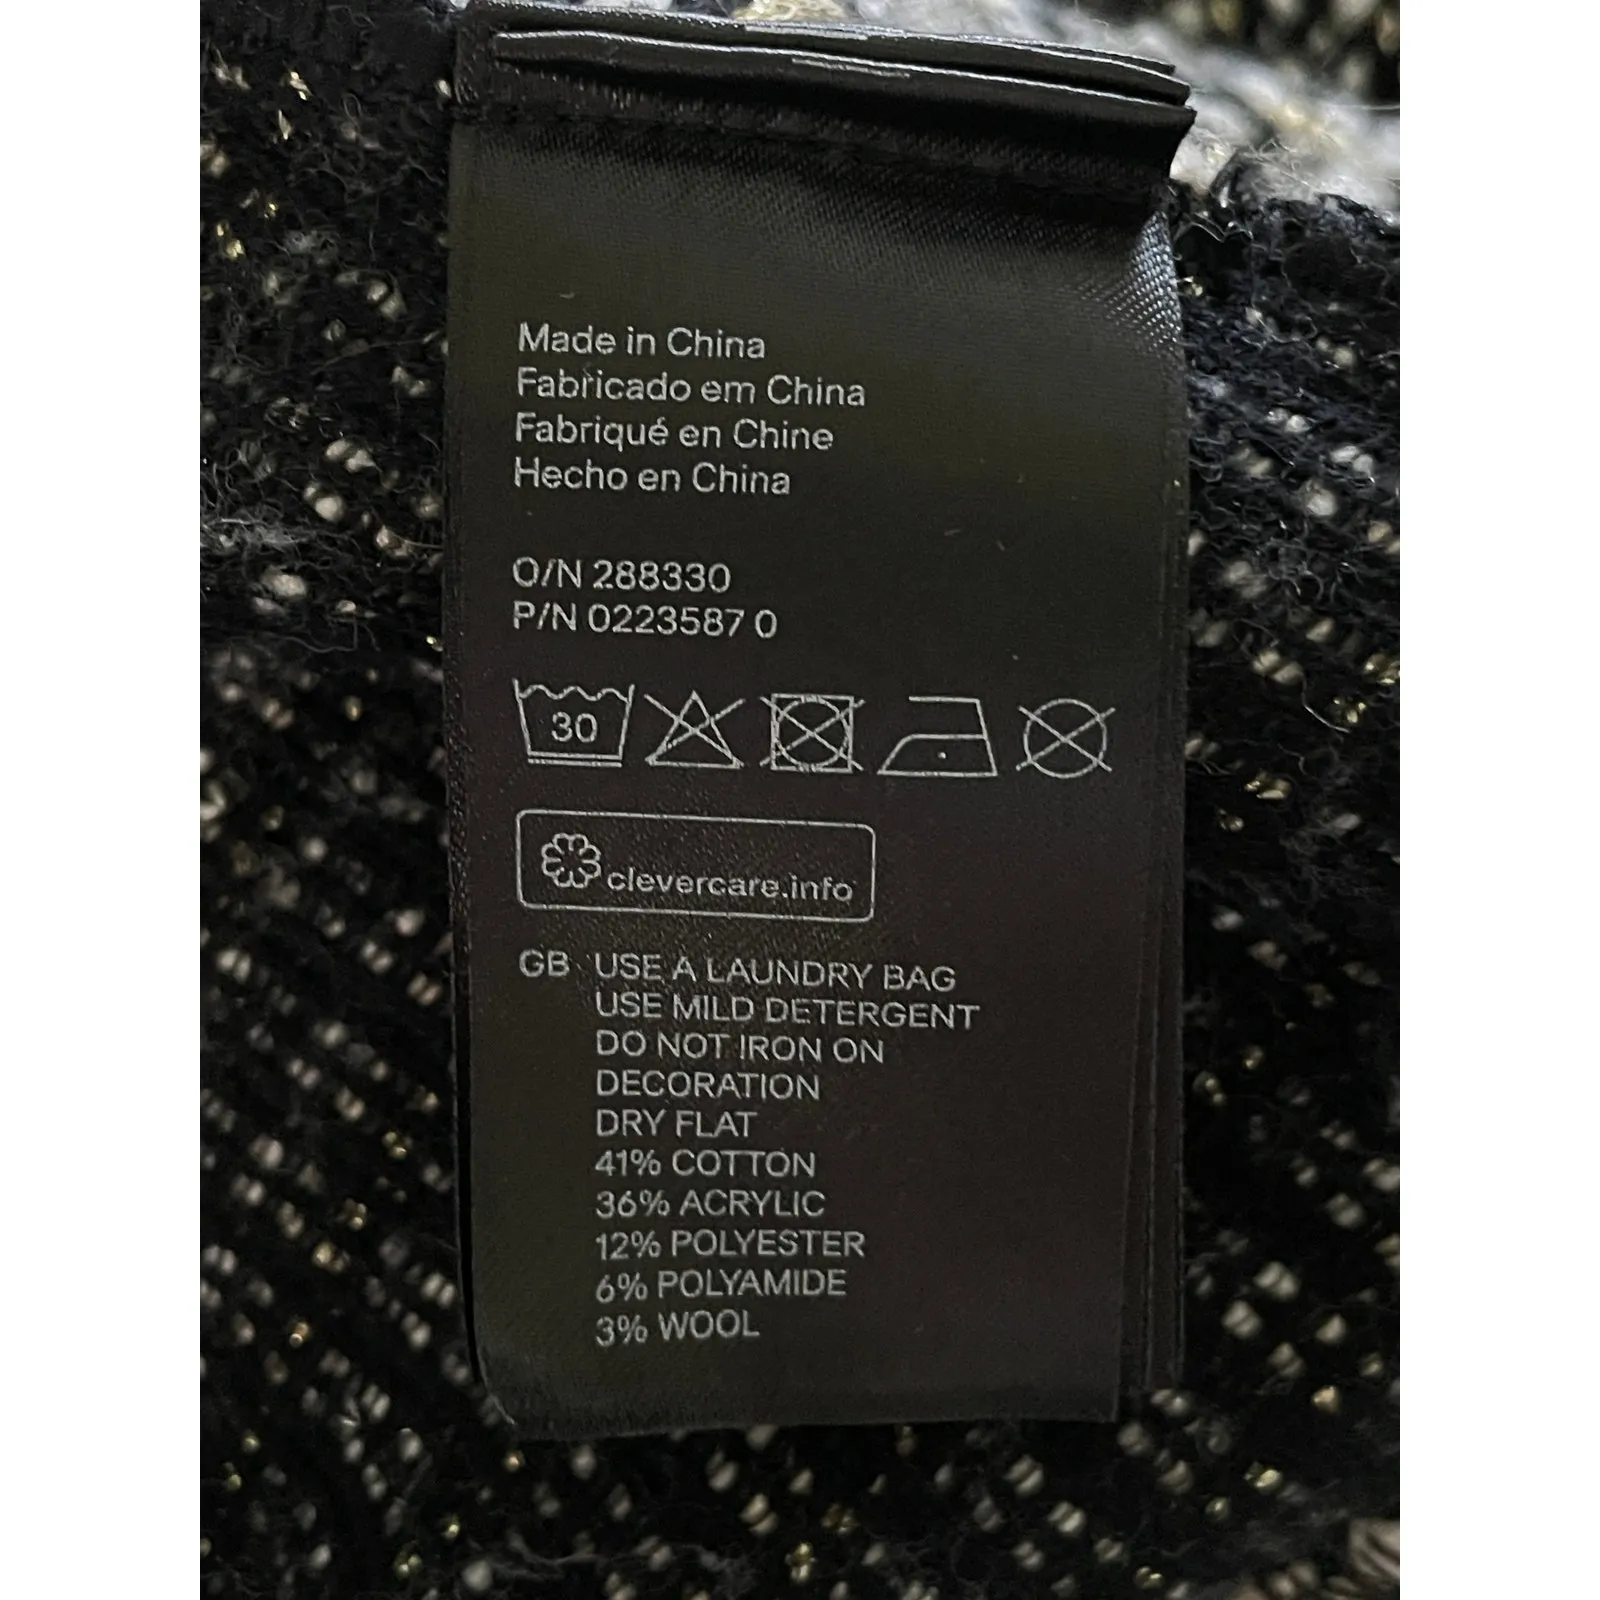 Made in China
Fabricado em China
Fabriqué en Chine
Hecho en China
O/N 288330
P/N 0223587 0
30
clevercare.info
GB USE A LAUNDRY BAG
USE MILD DETERGENT
DO NOT IRON ON
DECORATION
DRY FLAT
41% COTTON
36% ACRYLIC
12% POLYESTER
6% POLYAMIDE
3% WOOL